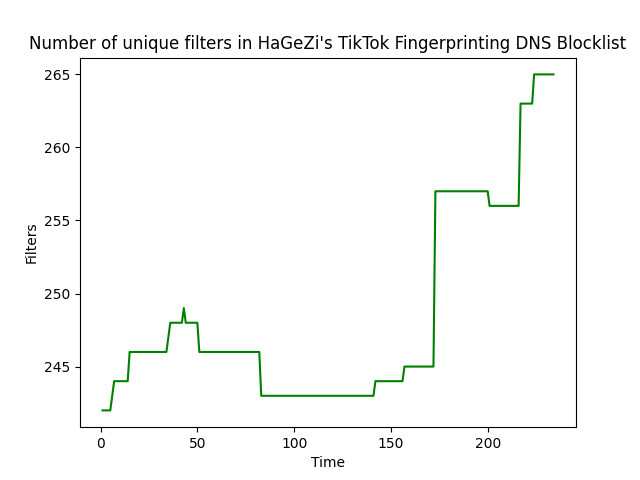 Number of unique filters in HaGeZi's TikTok Fingerprinting DNS Blocklist
265
260
255
250
245
Filters
0 50 100 150 200
Time